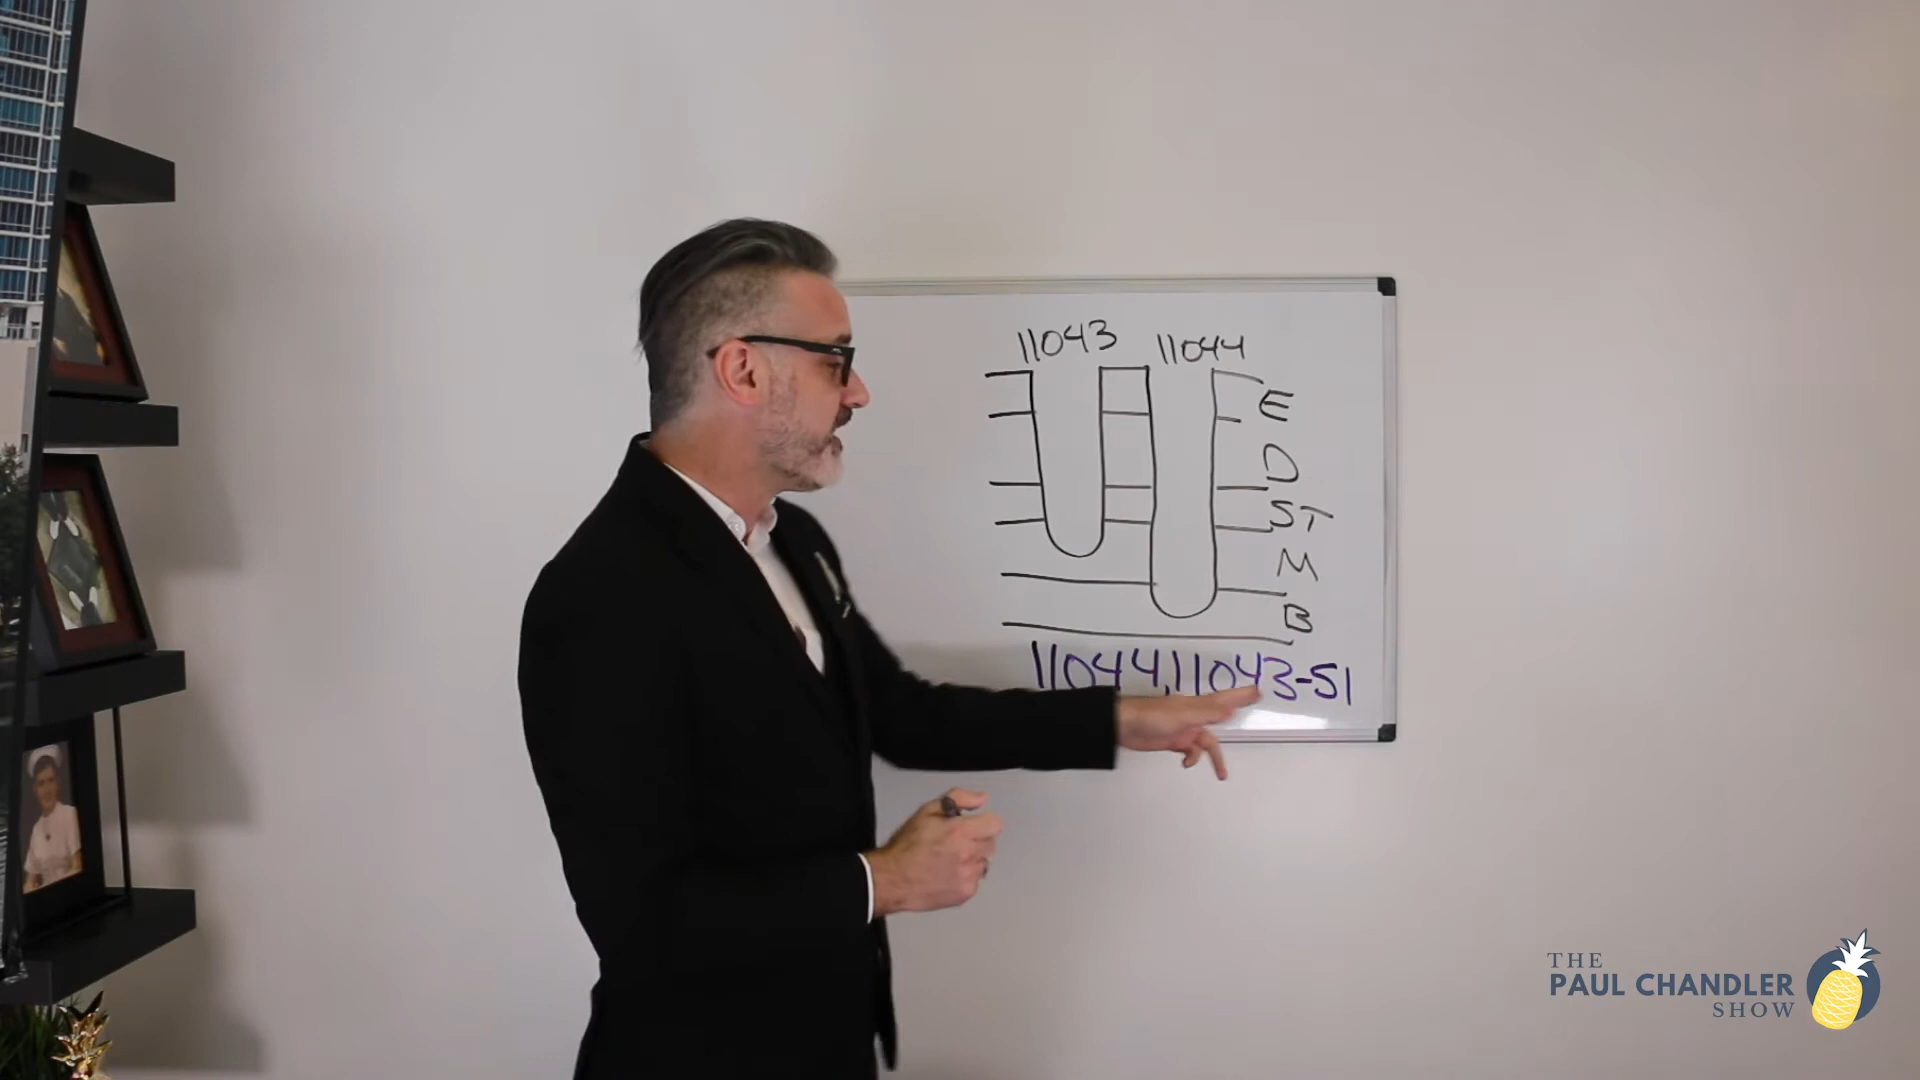 11043 11044
E
D
ST
M
B
11044,11043-51
THE
PAUL CHANDLER
SHOW